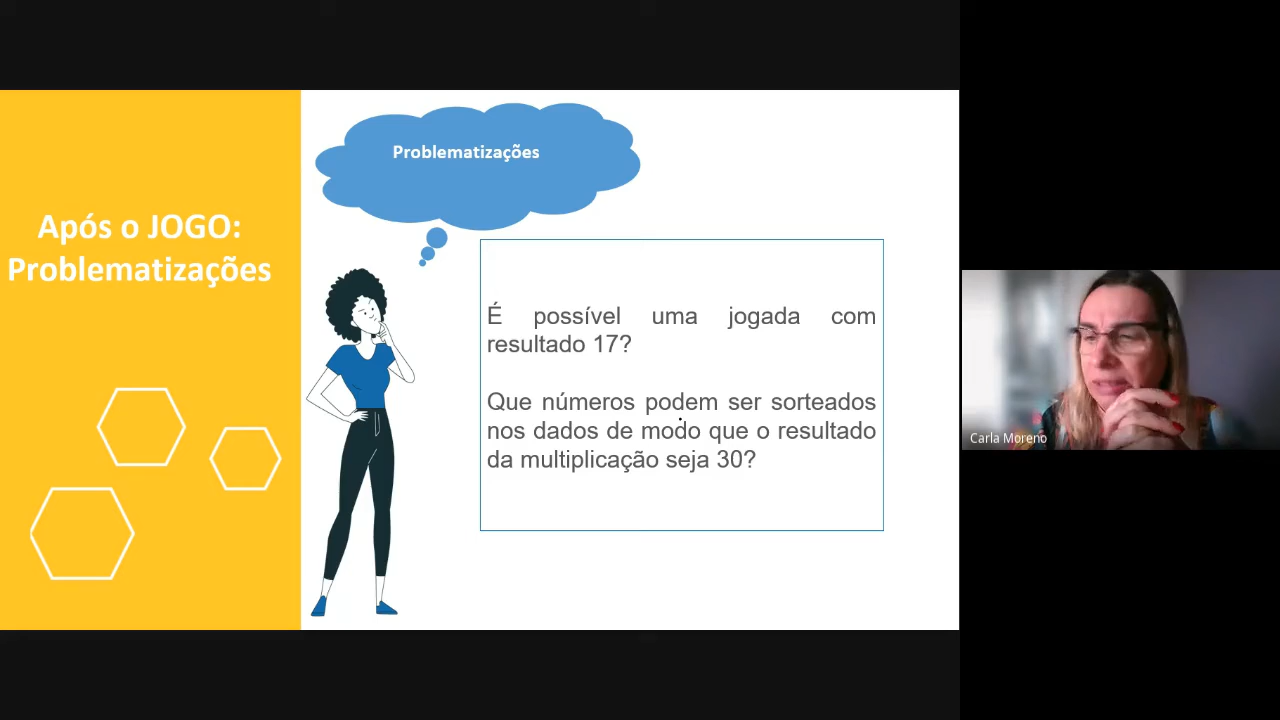 Problematizações
Após o JOGO:
Problematizações
É possível uma jogada com
resultado 17?
Que números podem ser sorteados
nos dados de modo que o resultado
da multiplicação seja 30?
Carla Moreno